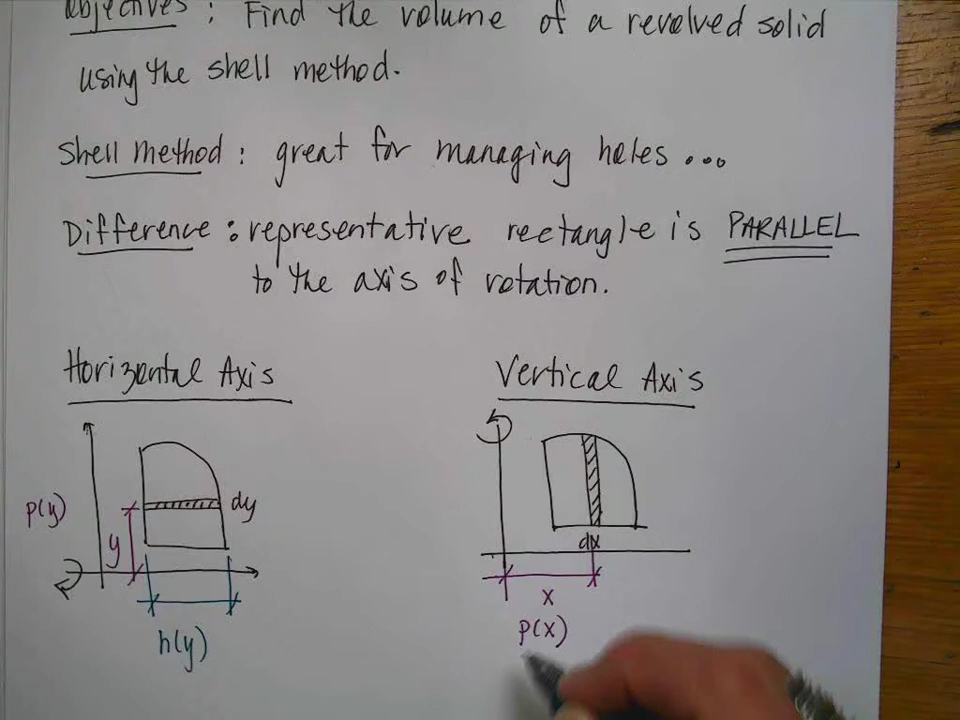 Objectives : Find the volume of a revolved solid
using the shell method.
Shell method : great for managing holes ...
Difference : representative rectangle is PARALLEL
to the axis of rotation.
Horizontal Axis
Vertical Axis
p(y)
dy
y
h(y)
dx
x
p(x)